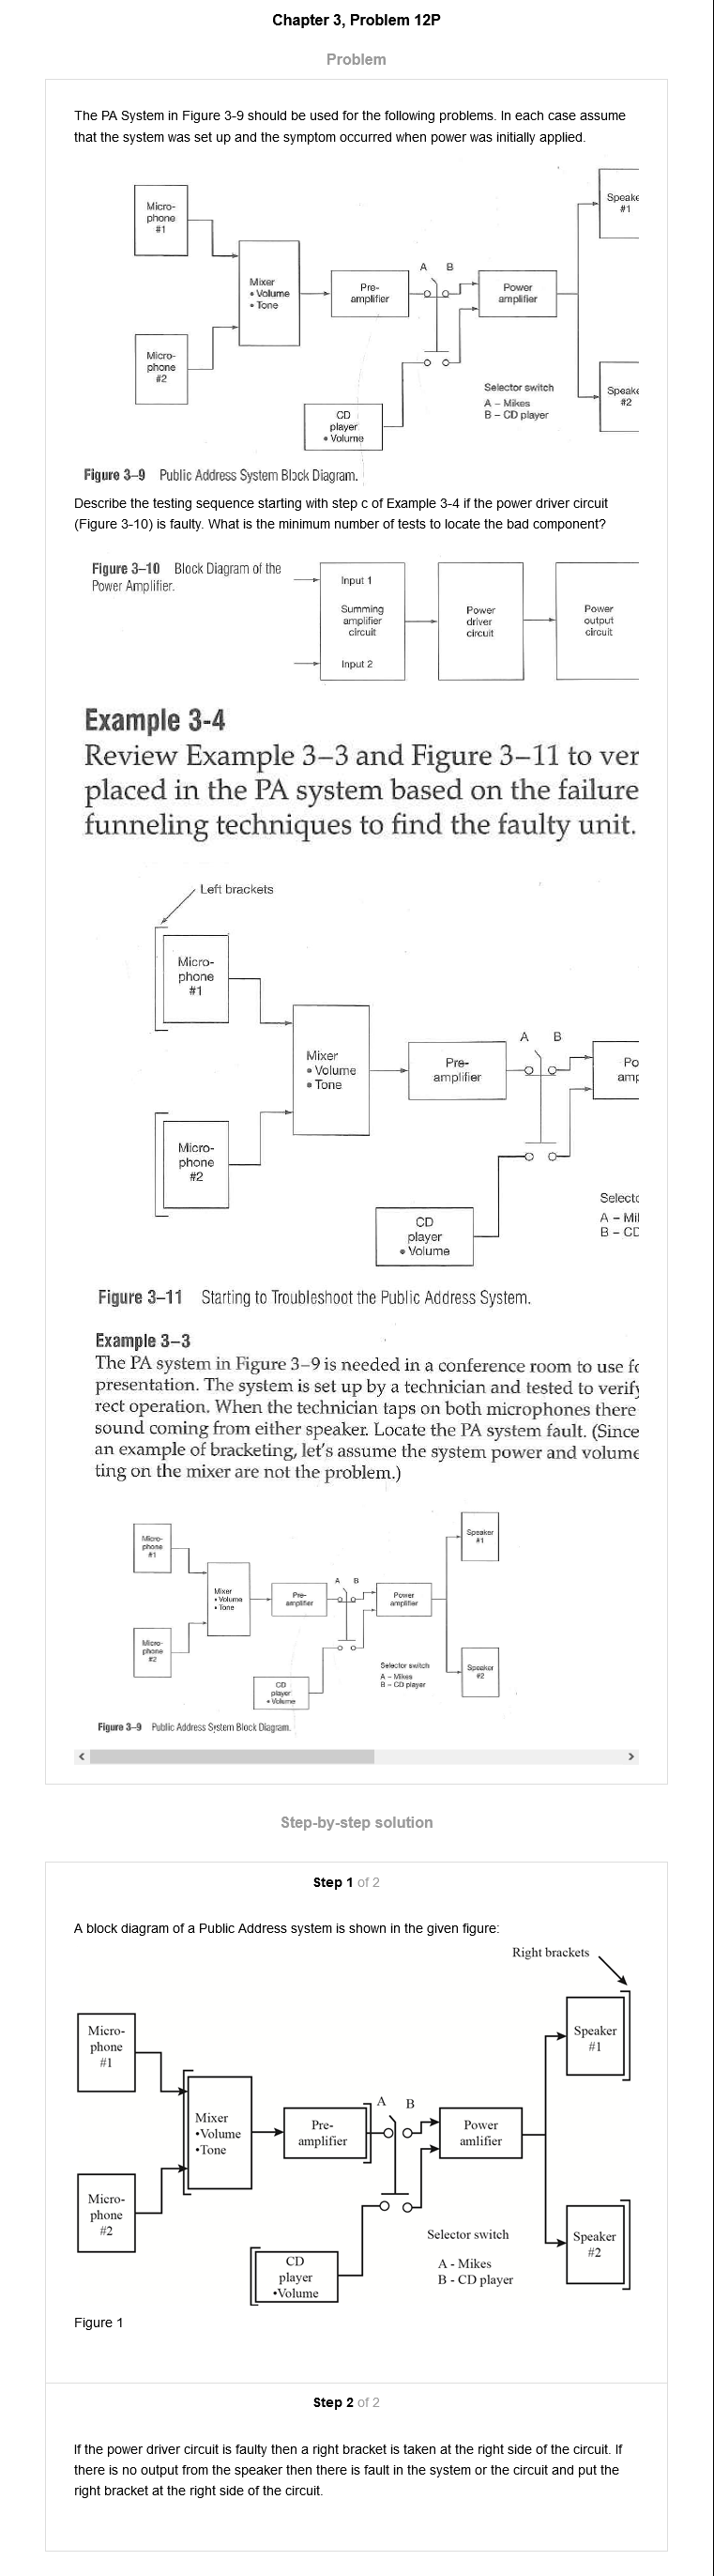 Chapter 3, Problem 12P
Problem
The PA System in Figure 3-9 should be used for the following problems. In each case assume
that the system was set up and the symptom occurred when power was initially applied.
Micro-
phone
#1
Mixer
• Volume
• Tone
Micro-
phone
#2
Pre-
amplifier
A B
Power
amplifier
Speake
#1
Speake
#2
Selector switch
A – Mikes
B – CD player
CD
player
• Volume
Figure 3–9 Public Address System Block Diagram.
Describe the testing sequence starting with step c of Example 3-4 if the power driver circuit
(Figure 3-10) is faulty. What is the minimum number of tests to locate the bad component?
Figure 3–10 Block Diagram of the
Power Amplifier.
Input 1
Summing
amplifier
circuit
Input 2
Power
driver
circuit
Power
output
circuit
Example 3-4
Review Example 3–3 and Figure 3–11 to ver
placed in the PA system based on the failure
funneling techniques to find the faulty unit.
Left brackets
Micro-
phone
#1
Mixer
• Volume
• Tone
Micro-
phone
#2
Pre-
amplifier
A B
Po
amp
Selecto
A – Mil
B – CD
CD
player
• Volume
Figure 3–11 Starting to Troubleshoot the Public Address System.
Example 3–3
The PA system in Figure 3–9 is needed in a conference room to use fo
presentation. The system is set up by a technician and tested to verify
rect operation. When the technician taps on both microphones there
sound coming from either speaker. Locate the PA system fault. (Since
an example of bracketing, let's assume the system power and volume
ting on the mixer are not the problem.)
Micro-
phone
#1
Mixer
• Volume
• Tone
Micro-
phone
#2
Pre-
amplifier
A B
Power
amplifier
Speaker
#1
Speaker
#2
Selector switch
A – Mikes
B – CD player
CD
player
• Volume
Figure 3–9 Public Address System Block Diagram.
Step-by-step solution
Step 1 of 2
A block diagram of a Public Address system is shown in the given figure:
Right brackets
Micro-
phone
#1
Mixer
•Volume
•Tone
Micro-
phone
#2
Pre-
amplifier
A B
Power
amlifier
Speaker
#1
Speaker
#2
Selector switch
A - Mikes
B - CD player
CD
player
•Volume
Figure 1
Step 2 of 2
If the power driver circuit is faulty then a right bracket is taken at the right side of the circuit. If
there is no output from the speaker then there is fault in the system or the circuit and put the
right bracket at the right side of the circuit.